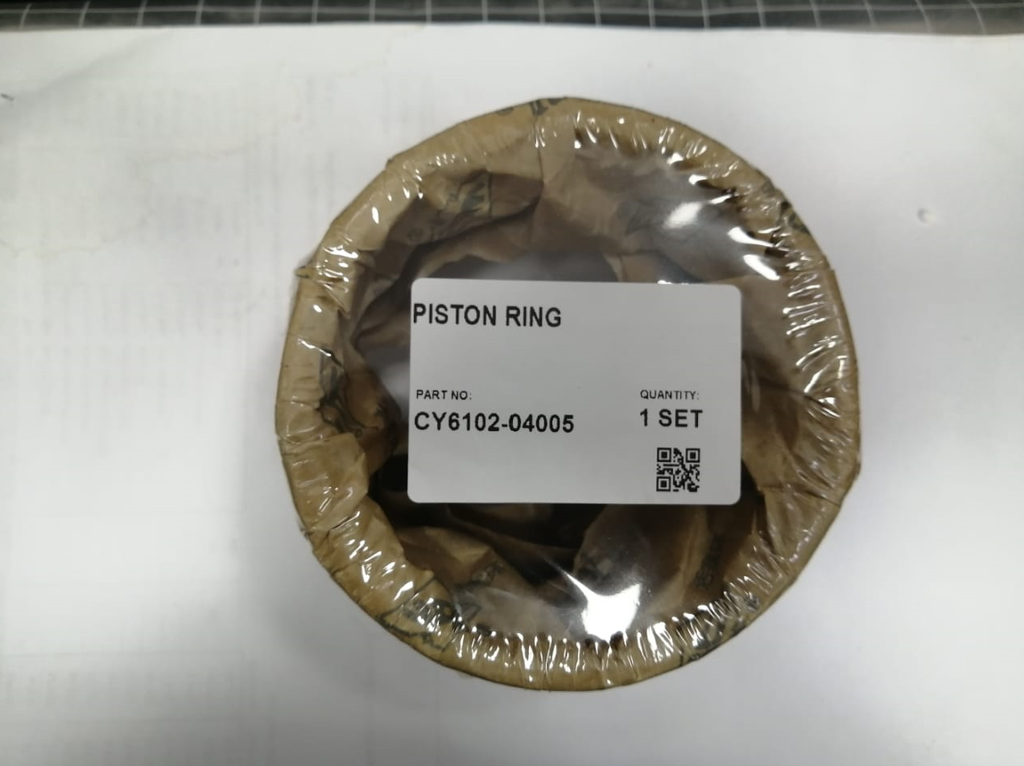 PISTON RING
PART NO:
QUANTITY:
CY6102-04005
1 SET